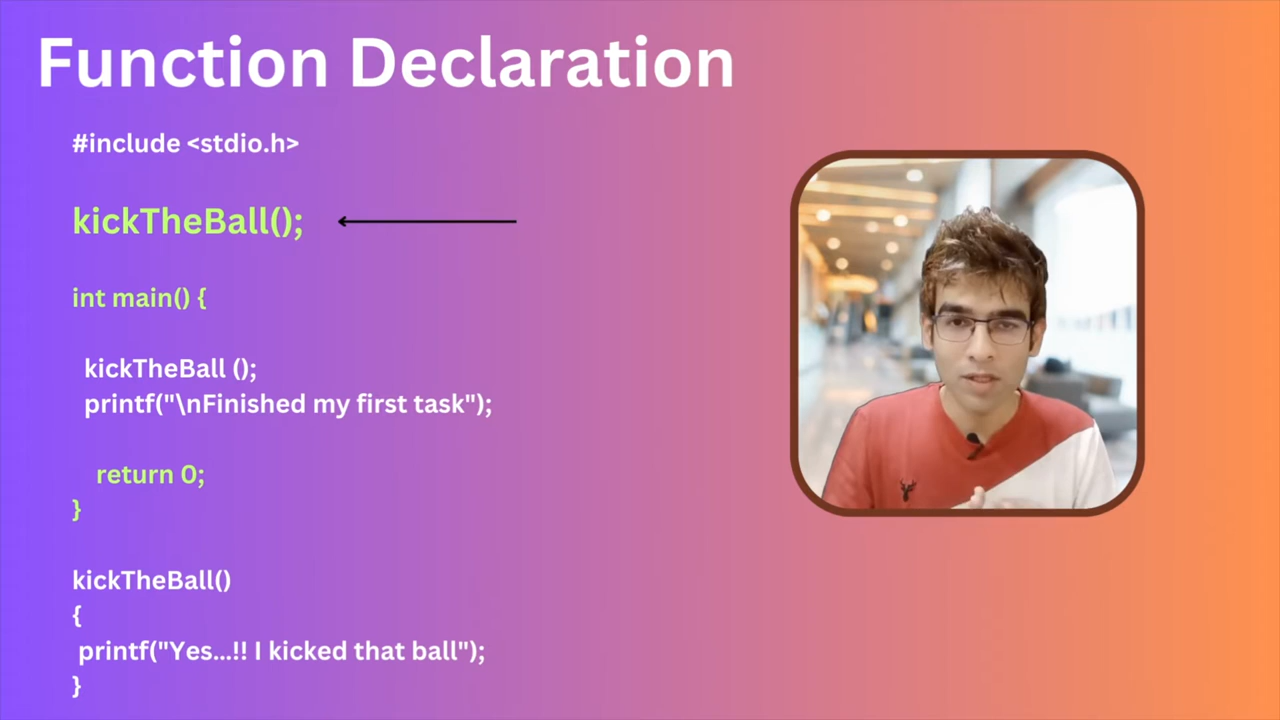 Function Declaration
#include <stdio.h>
kickTheBall();
int main() {
kickTheBall ();
printf("\nFinished my first task");
return 0;
}
kickTheBall()
{
printf("Yes...!! I kicked that ball");
}